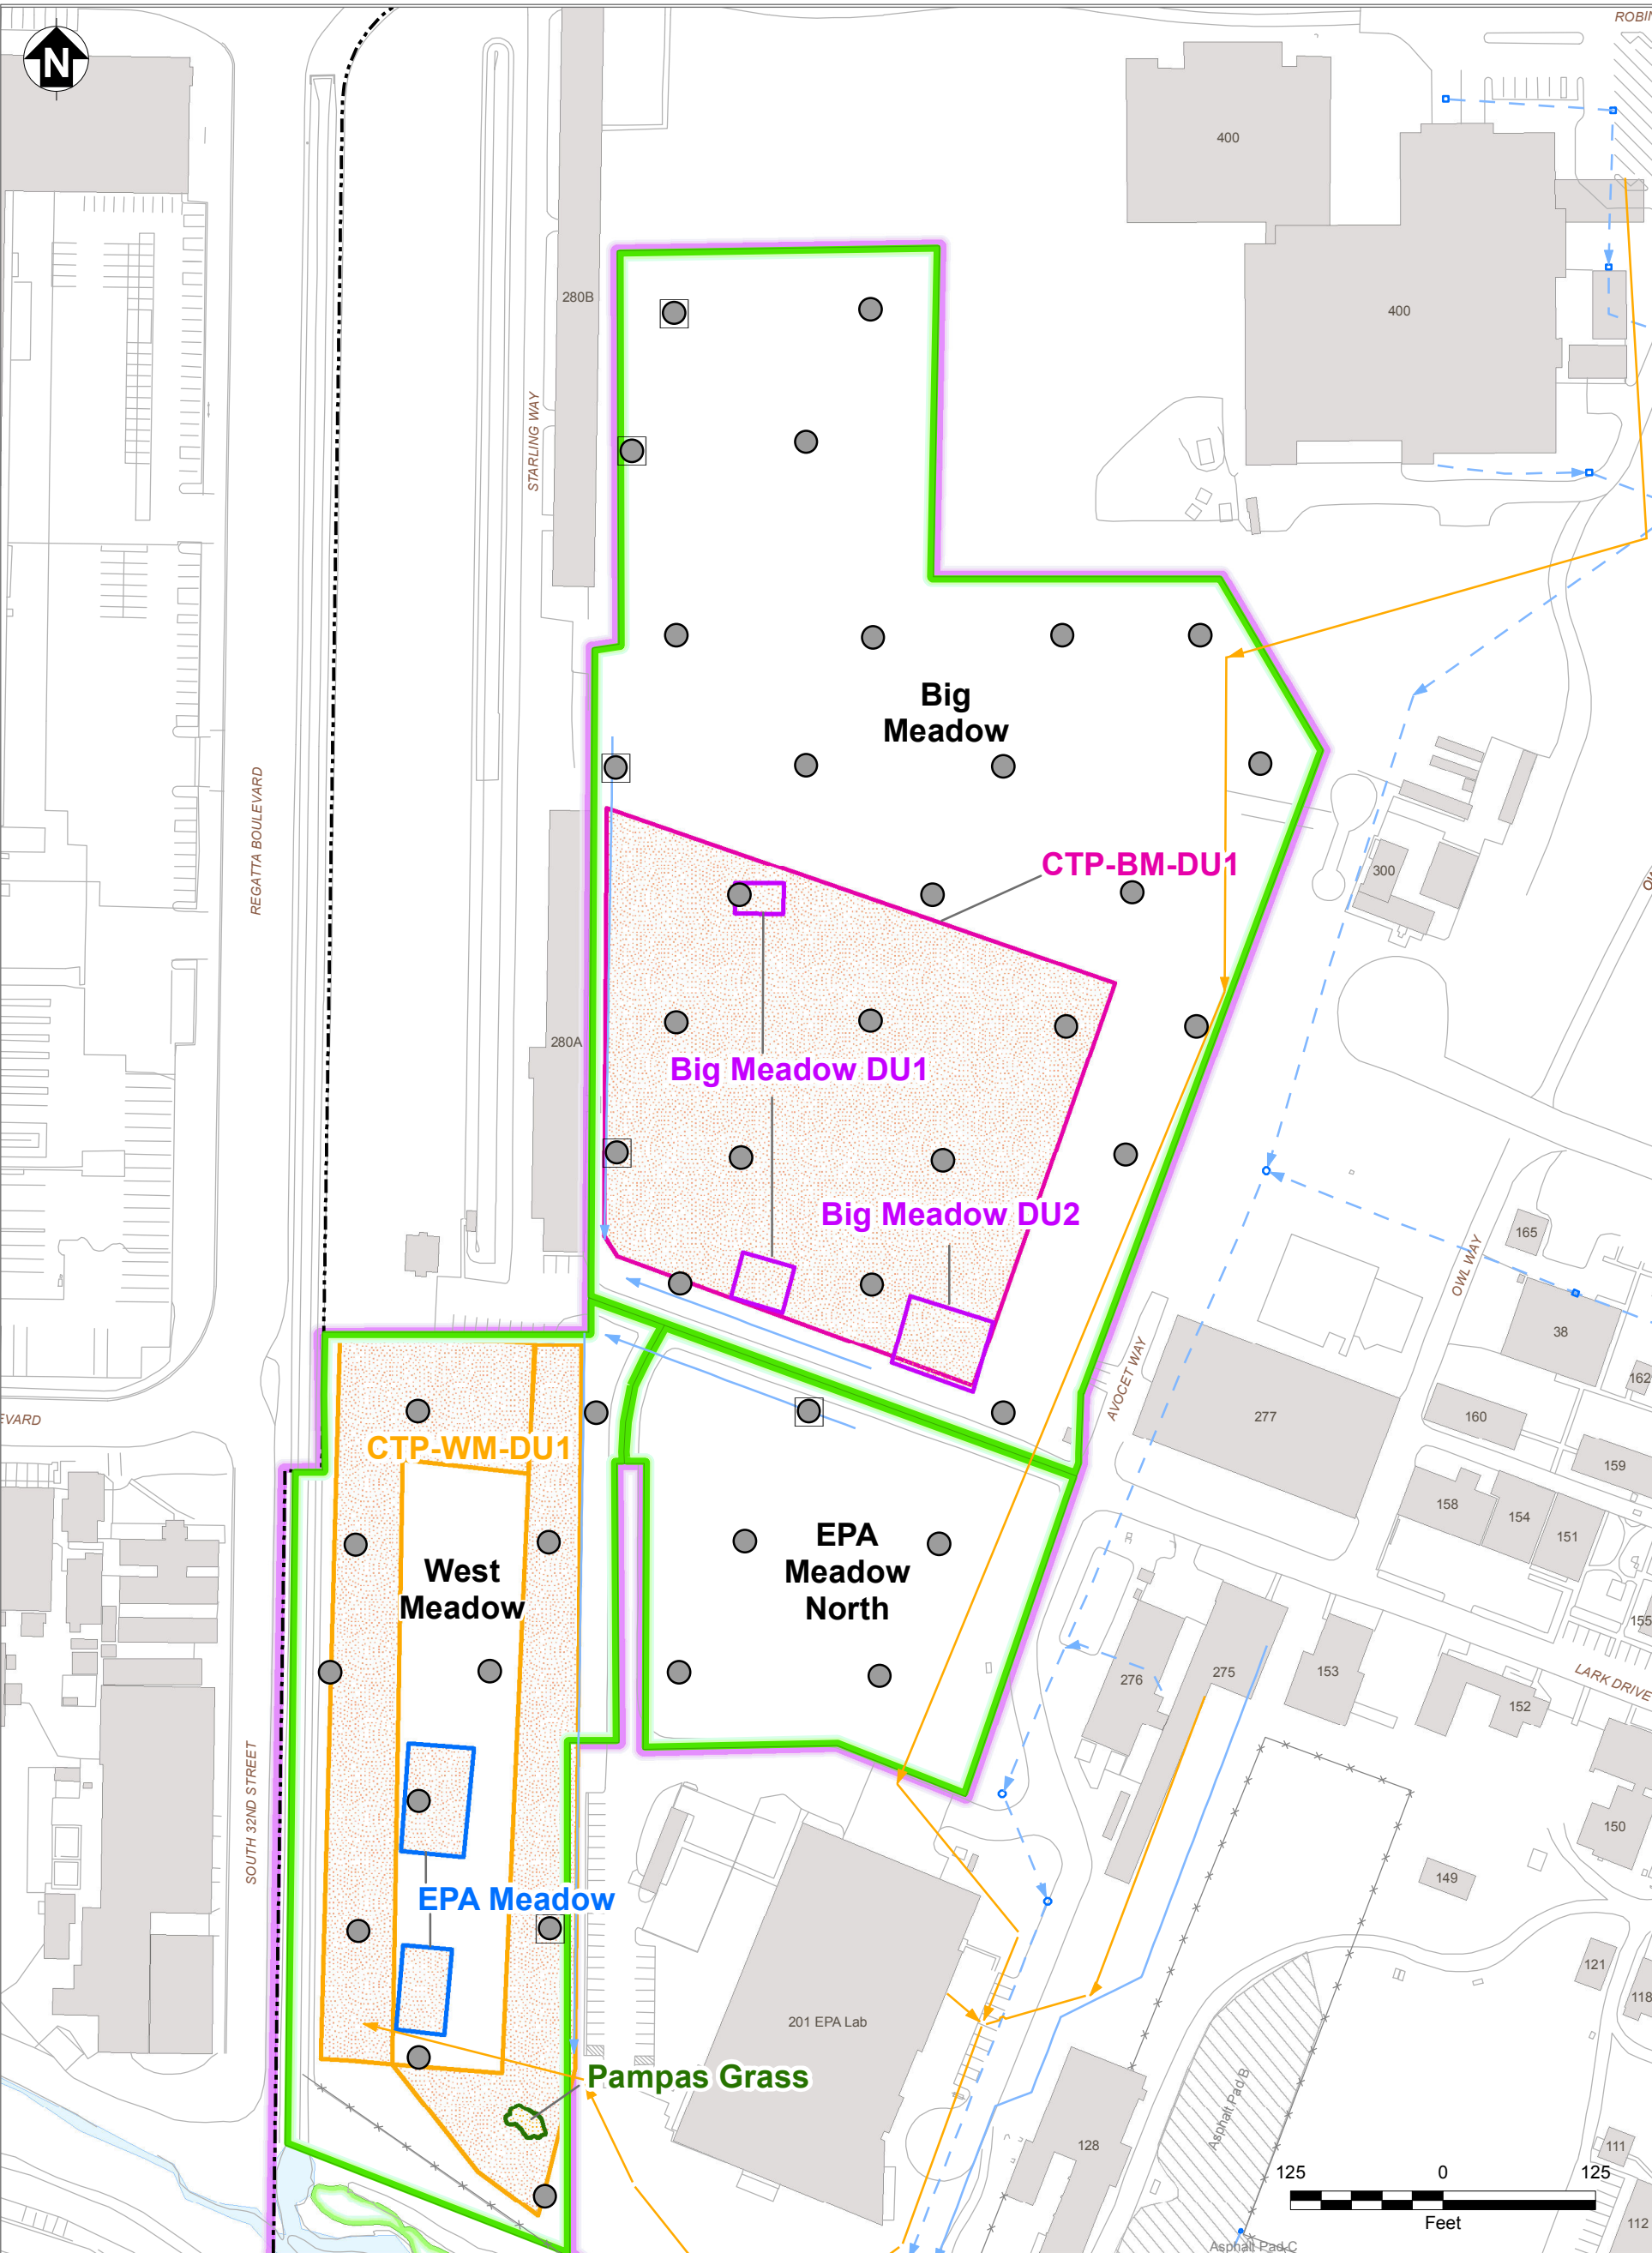 N
ROBIN
400
280B
400
STARLING WAY
Big
Meadow
REGATTA BOULEVARD
CTP-BM-DU1
300
280A
Big Meadow DU1
Big Meadow DU2
165
OWL WAY
38
162
AVOCET WAY
EVARD
277
160
CTP-WM-DU1
159
158
154
151
EPA
Meadow
North
West
Meadow
155
153
276
275
LARK DRIVE
152
SOUTH 32ND STREET
150
149
EPA Meadow
121
118
201 EPA Lab
Pampas Grass
Asphalt Pad B
128
111
125
0
125
Feet
112
Asphalt Pad C